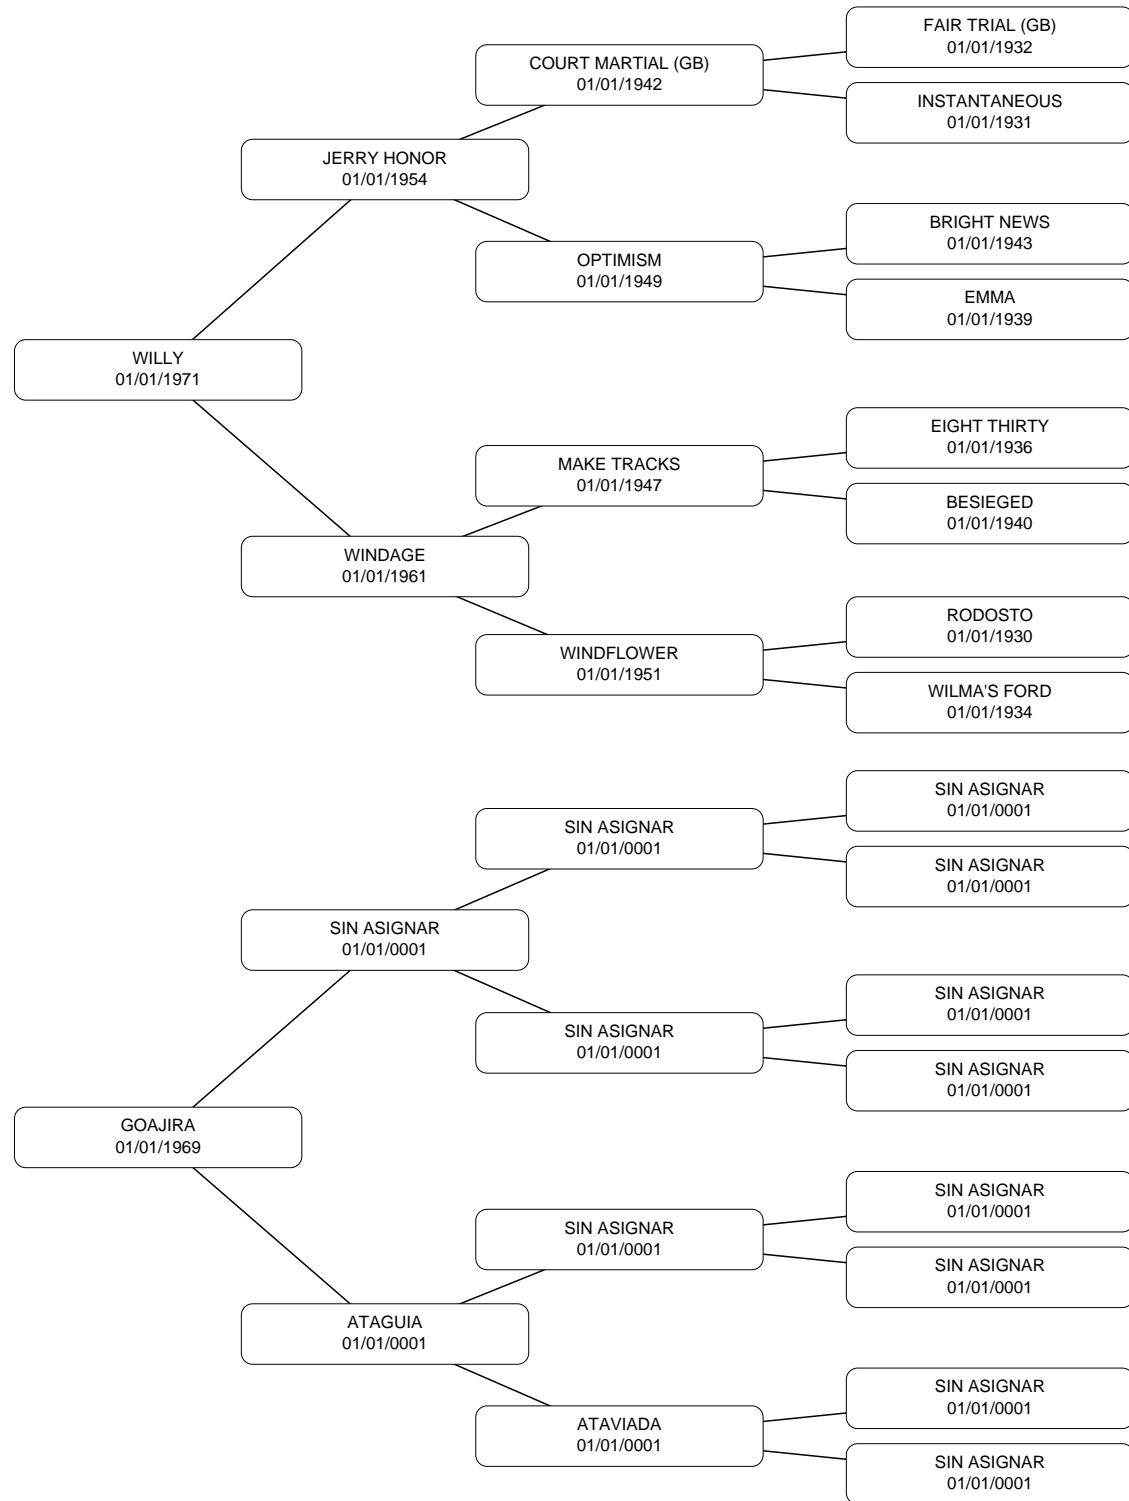 FAIR TRIAL (GB)
01/01/1932
COURT MARTIAL (GB)
01/01/1942
INSTANTANEOUS
01/01/1931
JERRY HONOR
01/01/1954
BRIGHT NEWS
01/01/1943
OPTIMISM
01/01/1949
EMMA
01/01/1939
WILLY
01/01/1971
EIGHT THIRTY
01/01/1936
MAKE TRACKS
01/01/1947
BESIEGED
01/01/1940
WINDAGE
01/01/1961
RODOSTO
01/01/1930
WINDFLOWER
01/01/1951
WILMA'S FORD
01/01/1934
SIN ASIGNAR
01/01/0001
SIN ASIGNAR
01/01/0001
SIN ASIGNAR
01/01/0001
SIN ASIGNAR
01/01/0001
SIN ASIGNAR
01/01/0001
SIN ASIGNAR
01/01/0001
SIN ASIGNAR
01/01/0001
GOAJIRA
01/01/1969
SIN ASIGNAR
01/01/0001
SIN ASIGNAR
01/01/0001
SIN ASIGNAR
01/01/0001
ATAGUIA
01/01/0001
SIN ASIGNAR
01/01/0001
ATAVIADA
01/01/0001
SIN ASIGNAR
01/01/0001